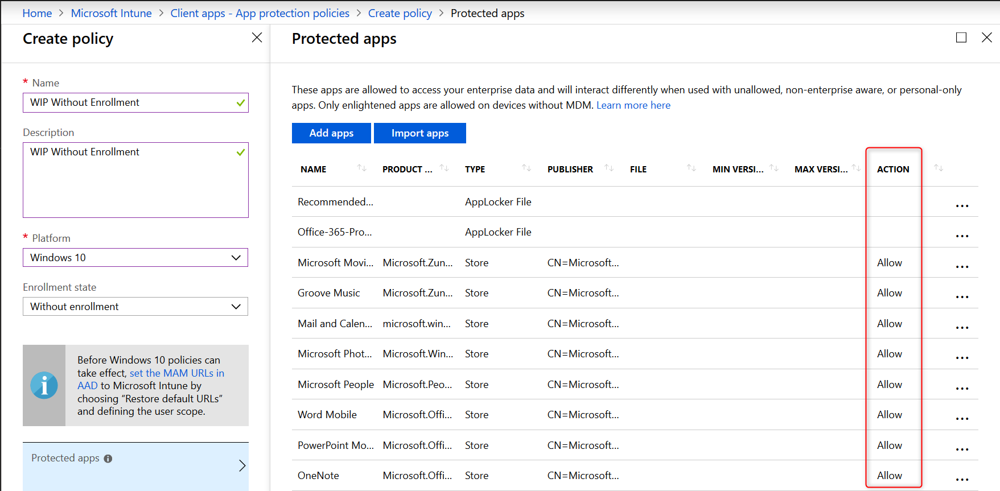 Home > Microsoft Intune > Client apps - App protection policies > Create policy > Protected apps
Create policy
* Name
WIP Without Enrollment
Description
WIP Without Enrollment
* Platform
Windows 10
Enrollment state
Without enrollment
Before Windows 10 policies can
take effect, set the MAM URLs in
AAD to Microsoft Intune by
choosing “Restore default URLs”
and defining the user scope.
Protected apps
Protected apps
These apps are allowed to access your enterprise data and will interact differently when used with unallowed, non-enterprise aware, or personal-only
apps. Only enlightened apps are allowed on devices without MDM. Learn more here
Add apps Import apps
NAME PRODUCT ... TYPE PUBLISHER FILE MIN VERSI... MAX VERSI... ACTION
Recommended... AppLocker File ...
Office-365-Pro... AppLocker File ...
Microsoft Movi... Microsoft.Zun... Store CN=Microsoft... Allow ...
Groove Music Microsoft.Zun... Store CN=Microsoft... Allow ...
Mail and Calen... microsoft.win... Store CN=Microsoft... Allow ...
Microsoft Phot... Microsoft.Win... Store CN=Microsoft... Allow ...
Microsoft People Microsoft.Peo... Store CN=Microsoft... Allow ...
Word Mobile Microsoft.Offi... Store CN=Microsoft... Allow ...
PowerPoint Mo... Microsoft.Offi... Store CN=Microsoft... Allow ...
OneNote Microsoft.Offi... Store CN=Microsoft... Allow ...